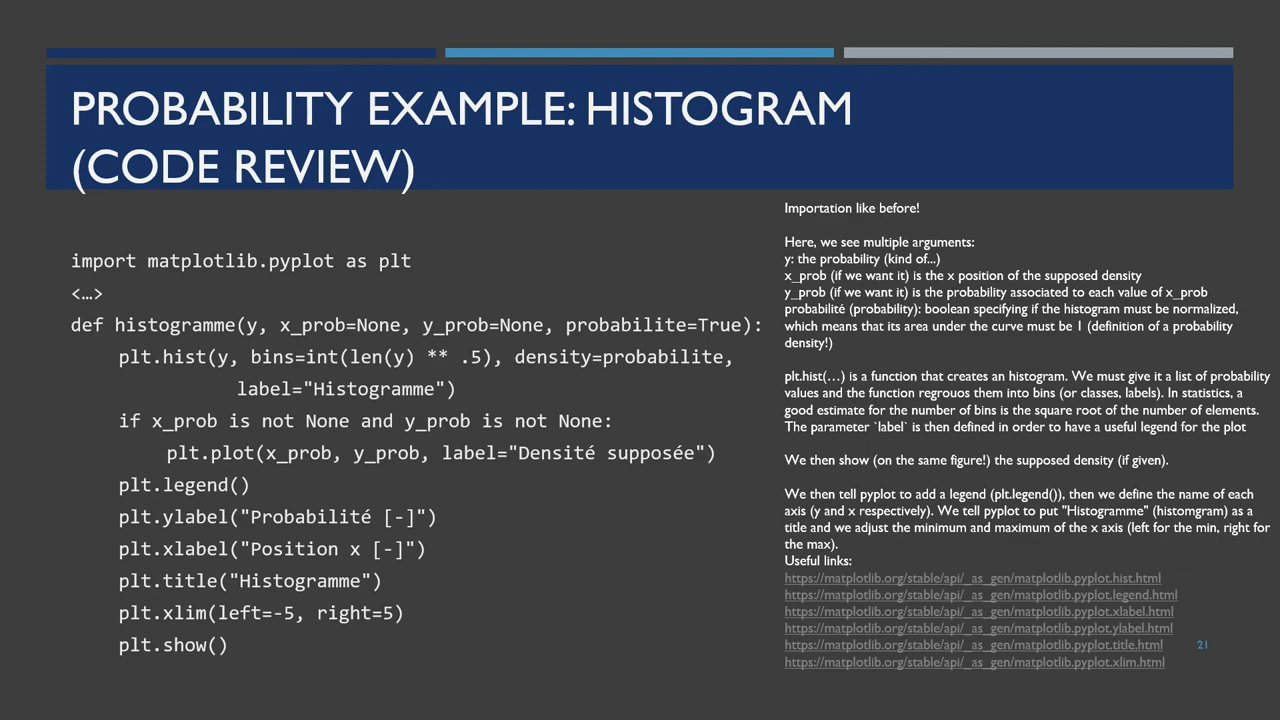 PROBABILITY EXAMPLE: HISTOGRAM
(CODE REVIEW)
import matplotlib.pyplot as plt
<…>
def histogramme(y, x_prob=None, y_prob=None, probabilite=True):
plt.hist(y, bins=int(len(y) ** .5), density=probabilite,
label="Histogramme")
if x_prob is not None and y_prob is not None:
plt.plot(x_prob, y_prob, label="Densité supposée")
plt.legend()
plt.ylabel("Probabilité [-]")
plt.xlabel("Position x [-]")
plt.title("Histogramme")
plt.xlim(left=-5, right=5)
plt.show()
Importation like before!
Here, we see multiple arguments:
y: the probability (kind of...)
x_prob (if we want it) is the x position of the supposed density
y_prob (if we want it) is the probability associated to each value of x_prob
probabilité (probability): boolean specifying if the histogram must be normalized,
which means that its area under the curve must be 1 (definition of a probability
density!)
plt.hist(…) is a function that creates an histogram. We must give it a list of probability
values and the function regrouos them into bins (or classes, labels). In statistics, a
good estimate for the number of bins is the square root of the number of elements.
The parameter `label` is then defined in order to have a useful legend for the plot
We then show (on the same figure!) the supposed density (if given).
We then tell pyplot to add a legend (plt.legend()), then we define the name of each
axis (y and x respectively). We tell pyplot to put "Histogramme" (histomgram) as a
title and we adjust the minimum and maximum of the x axis (left for the min, right for
the max).
Useful links:
https://matplotlib.org/stable/api/_as_gen/matplotlib.pyplot.hist.html
https://matplotlib.org/stable/api/_as_gen/matplotlib.pyplot.legend.html
https://matplotlib.org/stable/api/_as_gen/matplotlib.pyplot.xlabel.html
https://matplotlib.org/stable/api/_as_gen/matplotlib.pyplot.ylabel.html
https://matplotlib.org/stable/api/_as_gen/matplotlib.pyplot.title.html
https://matplotlib.org/stable/api/_as_gen/matplotlib.pyplot.xlim.html
21